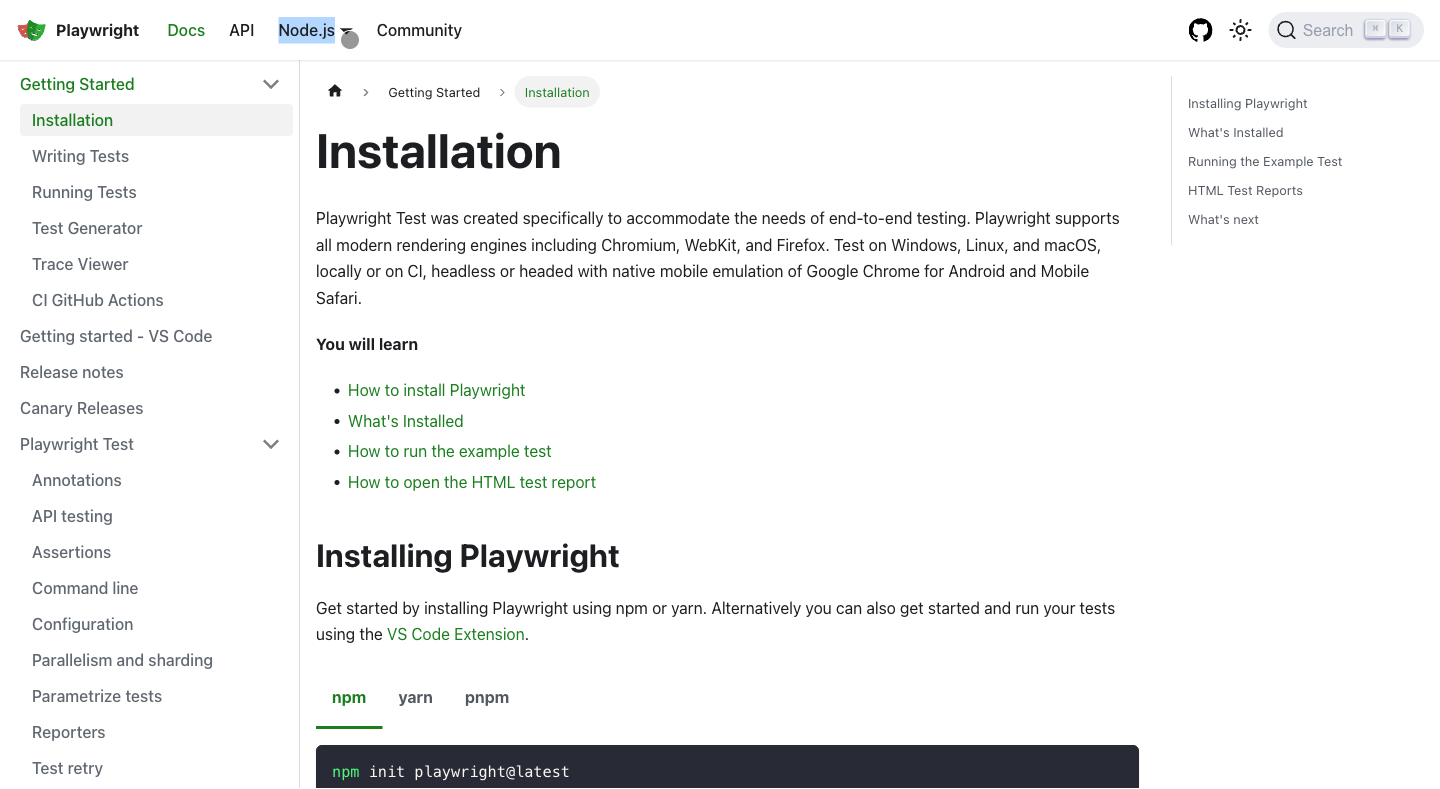 Playwright Docs API Node.js Community Search ⌘ K
Getting Started
Installation
Writing Tests
Running Tests
Test Generator
Trace Viewer
CI GitHub Actions
Getting started - VS Code
Release notes
Canary Releases
Playwright Test
Annotations
API testing
Assertions
Command line
Configuration
Parallelism and sharding
Parametrize tests
Reporters
Test retry
Getting Started Installation
Installation
Playwright Test was created specifically to accommodate the needs of end-to-end testing. Playwright supports
all modern rendering engines including Chromium, WebKit, and Firefox. Test on Windows, Linux, and macOS,
locally or on CI, headless or headed with native mobile emulation of Google Chrome for Android and Mobile
Safari.
You will learn
• How to install Playwright
• What's Installed
• How to run the example test
• How to open the HTML test report
Installing Playwright
Get started by installing Playwright using npm or yarn. Alternatively you can also get started and run your tests
using the VS Code Extension.
npm yarn pnpm
npm init playwright@latest
Installing Playwright
What's Installed
Running the Example Test
HTML Test Reports
What's next